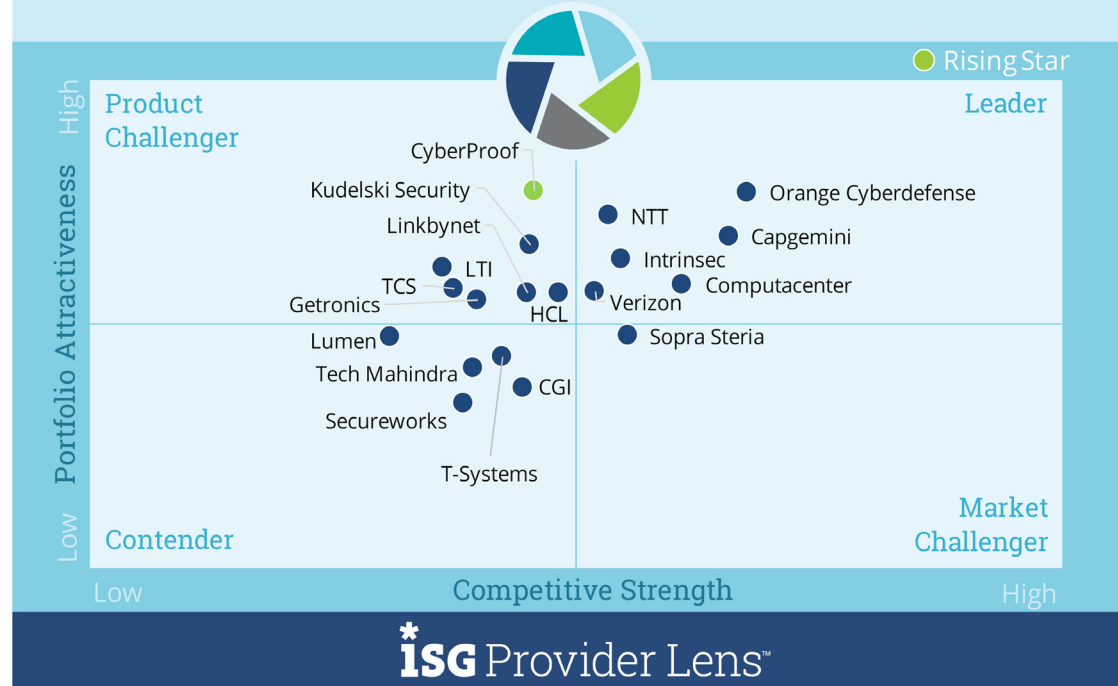 Rising Star
High
Product
Challenger
Leader
CyberProof
Kudelski Security
Orange Cyberdefense
NTT
Linkbynet
Capgemini
Intrinsec
LTI
TCS
Computacenter
Getronics
Verizon
HCL
Portfolio Attractiveness
Lumen
Sopra Steria
Tech Mahindra
CGI
Secureworks
T-Systems
Market
Challenger
Contender
Low
Low
Competitive Strength
High
*ISG Provider Lens™